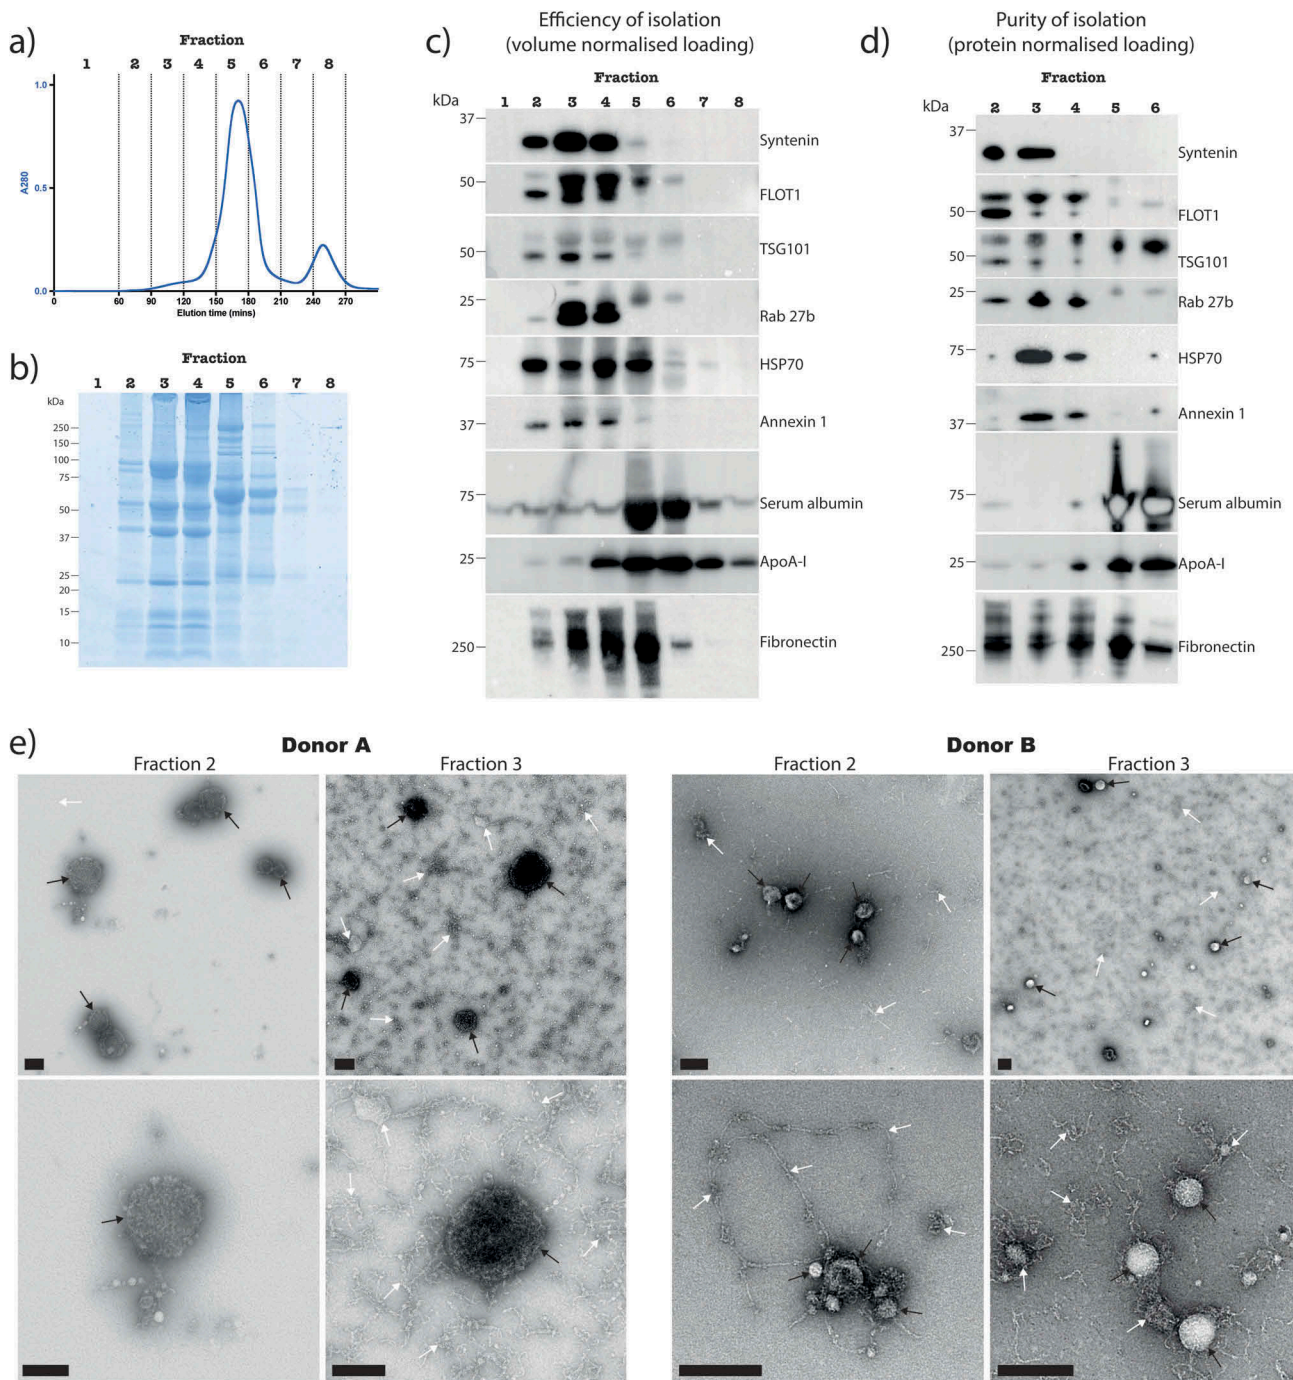 a)
Fraction
1 2 3 4 5 6 7 8
1.0
0.5
0.0
A280
0 60 90 120 150 180 210 240 270
Elution time (mins)
b)
Fraction
1 2 3 4 5 6 7 8
kDa
250
150
100
75
50
37
25
20
15
10
c)
Efficiency of isolation
(volume normalised loading)
Fraction
kDa
1 2 3 4 5 6 7 8
37
Syntenin
50
FLOT1
50
TSG101
25
Rab 27b
75
HSP70
37
Annexin 1
75
Serum albumin
25
ApoA-I
250
Fibronectin
d)
Purity of isolation
(protein normalised loading)
Fraction
kDa
2 3 4 5 6
37
Syntenin
50
FLOT1
50
TSG101
25
Rab 27b
75
HSP70
37
Annexin 1
75
Serum albumin
25
ApoA-I
250
Fibronectin
e)
Donor A
Fraction 2
Fraction 3
Donor B
Fraction 2
Fraction 3